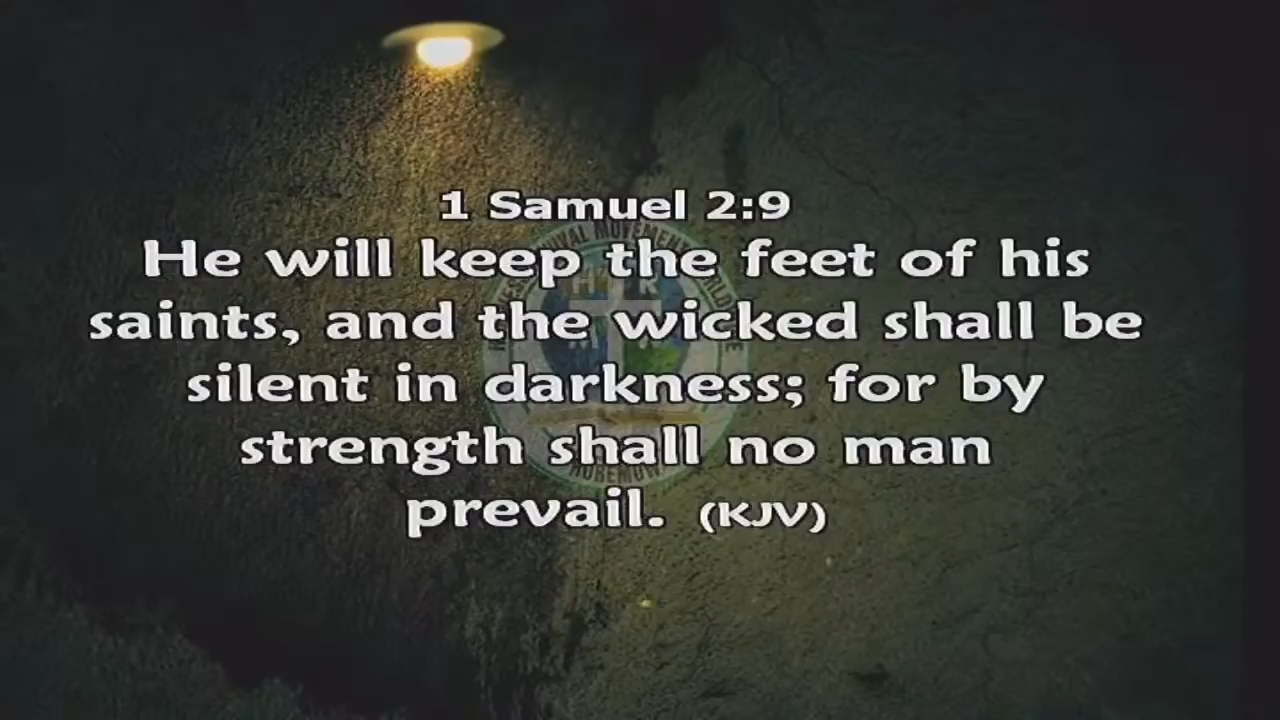 1 Samuel 2:9
He will keep the feet of his
saints, and the wicked shall be
silent in darkness; for by
strength shall no man
prevail. (KJV)